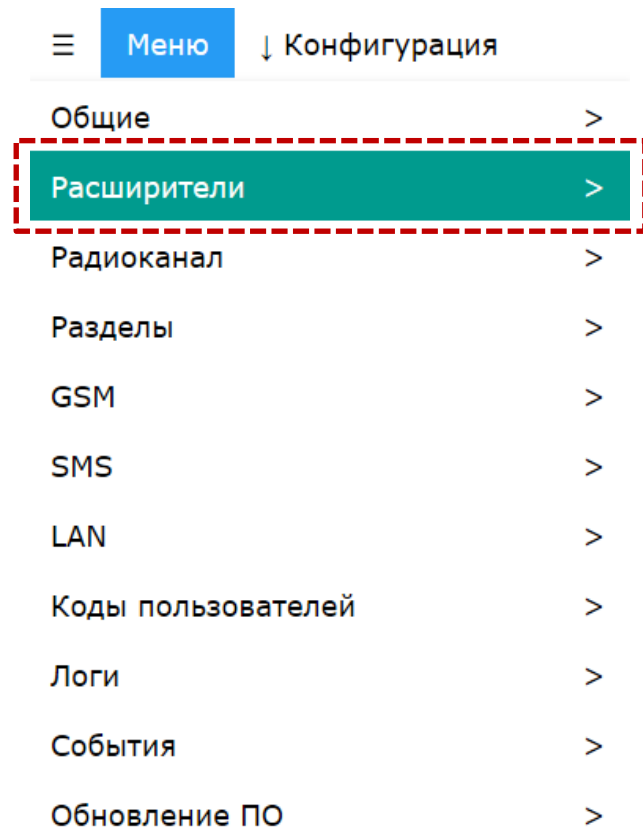 ☰ Меню ↓ Конфигурация
Общие >
Расширители >
Радиоканал >
Разделы >
GSM >
SMS >
LAN >
Коды пользователей >
Логи >
События >
Обновление ПО >